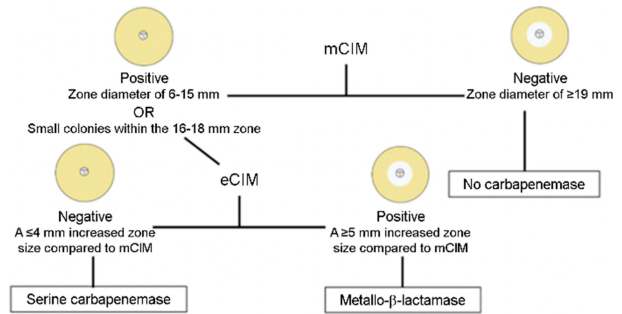 mCIM
Positive
Zone diameter of 6-15 mm
OR
Small colonies within the 16-18 mm zone
Negative
Zone diameter of ≥19 mm
No carbapenemase
eCIM
Negative
A ≤4 mm increased zone
size compared to mCIM
Serine carbapenemase
Positive
A ≥5 mm increased zone
size compared to mCIM
Metallo-β-lactamase